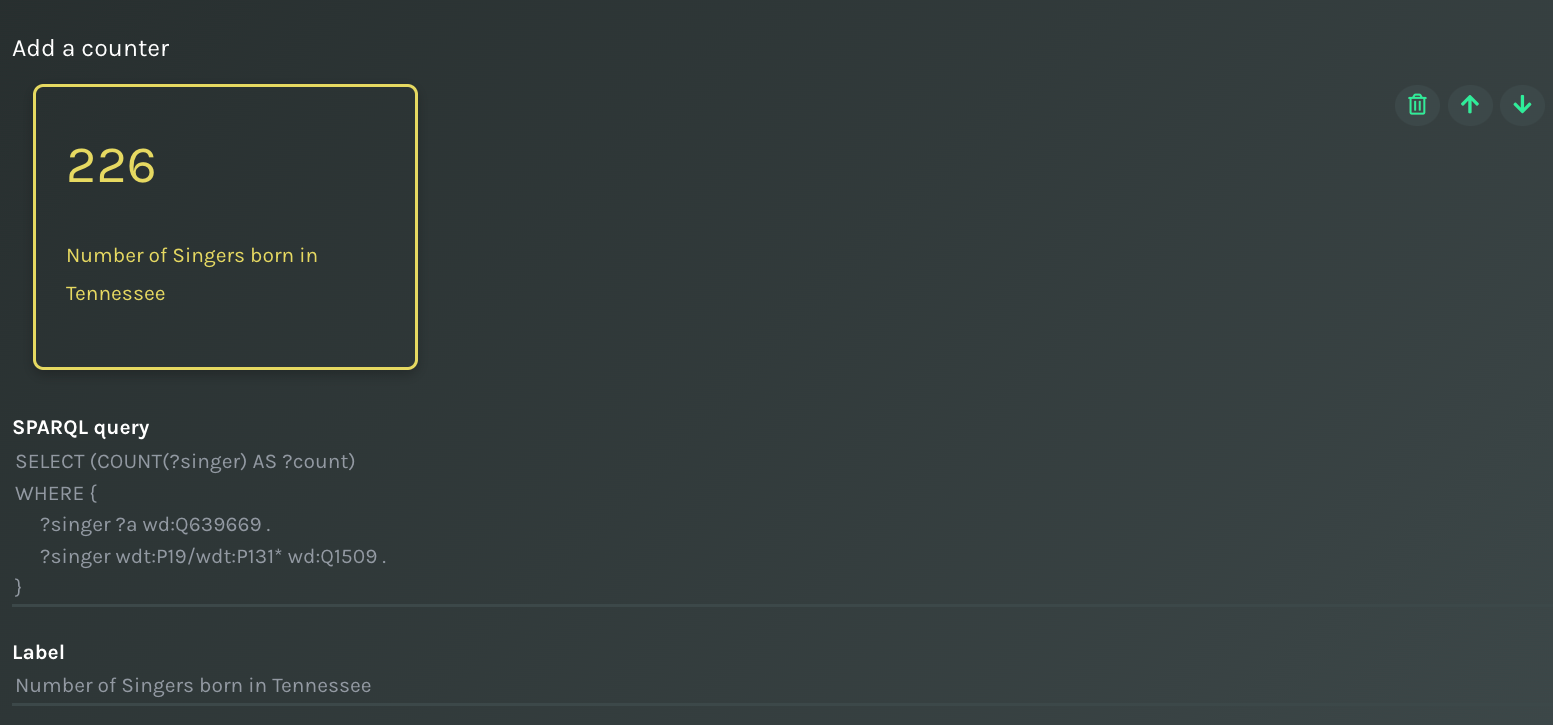 Add a counter
226
Number of Singers born in
Tennessee
SPARQL query
SELECT (COUNT(?singer) AS ?count)
WHERE {
?singer ?a wd:Q639669 .
?singer wdt:P19/wdt:P131* wd:Q1509 .
}
Label
Number of Singers born in Tennessee